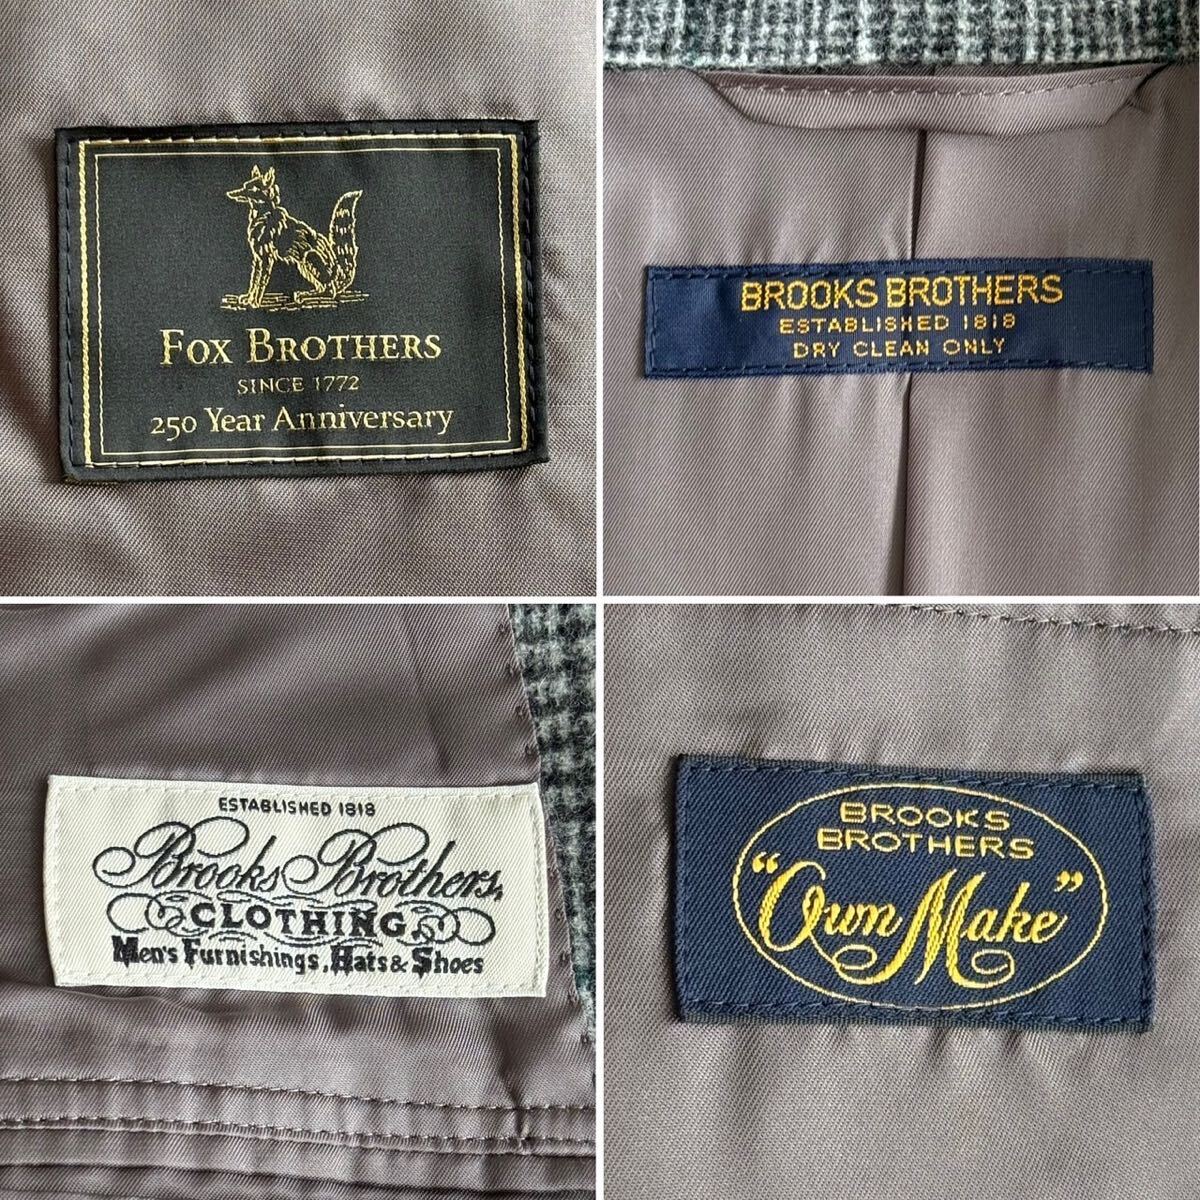 FOX BROTHERS
SINCE 1772
250 Year Anniversary
BROOKS BROTHERS
ESTABLISHED 1818
DRY CLEAN ONLY
ESTABLISHED 1818
Brooks Brothers,
CLOTHING,
Men's Furnishings, Hats & Shoes
BROOKS
BROTHERS
"Own Make"